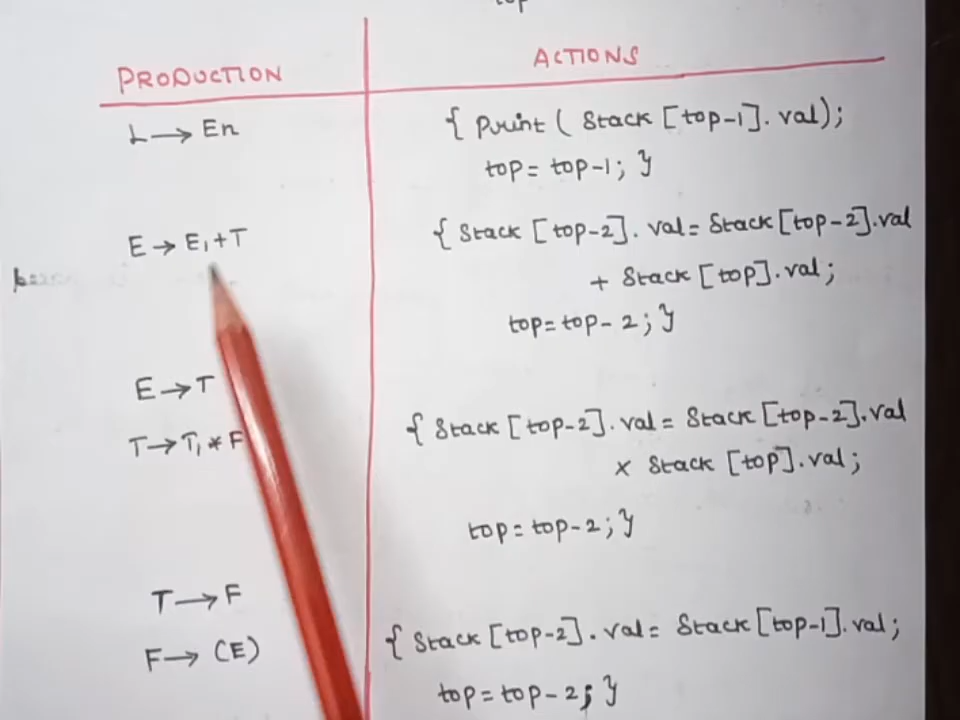 top
PRODUCTION ACTIONS
L → En { Print ( Stack [top-1]. val);
top = top-1; }
E → E₁+T { Stack [top-2]. val = Stack [top-2].val
+ Stack [top].val;
top = top-2; }
E → T
T → T₁ * F { Stack [top-2]. val = Stack [top-2].val
x Stack [top].val;
top = top-2; }
T → F
F → (E) { Stack [top-2]. val = Stack [top-1].val;
top = top-2; }